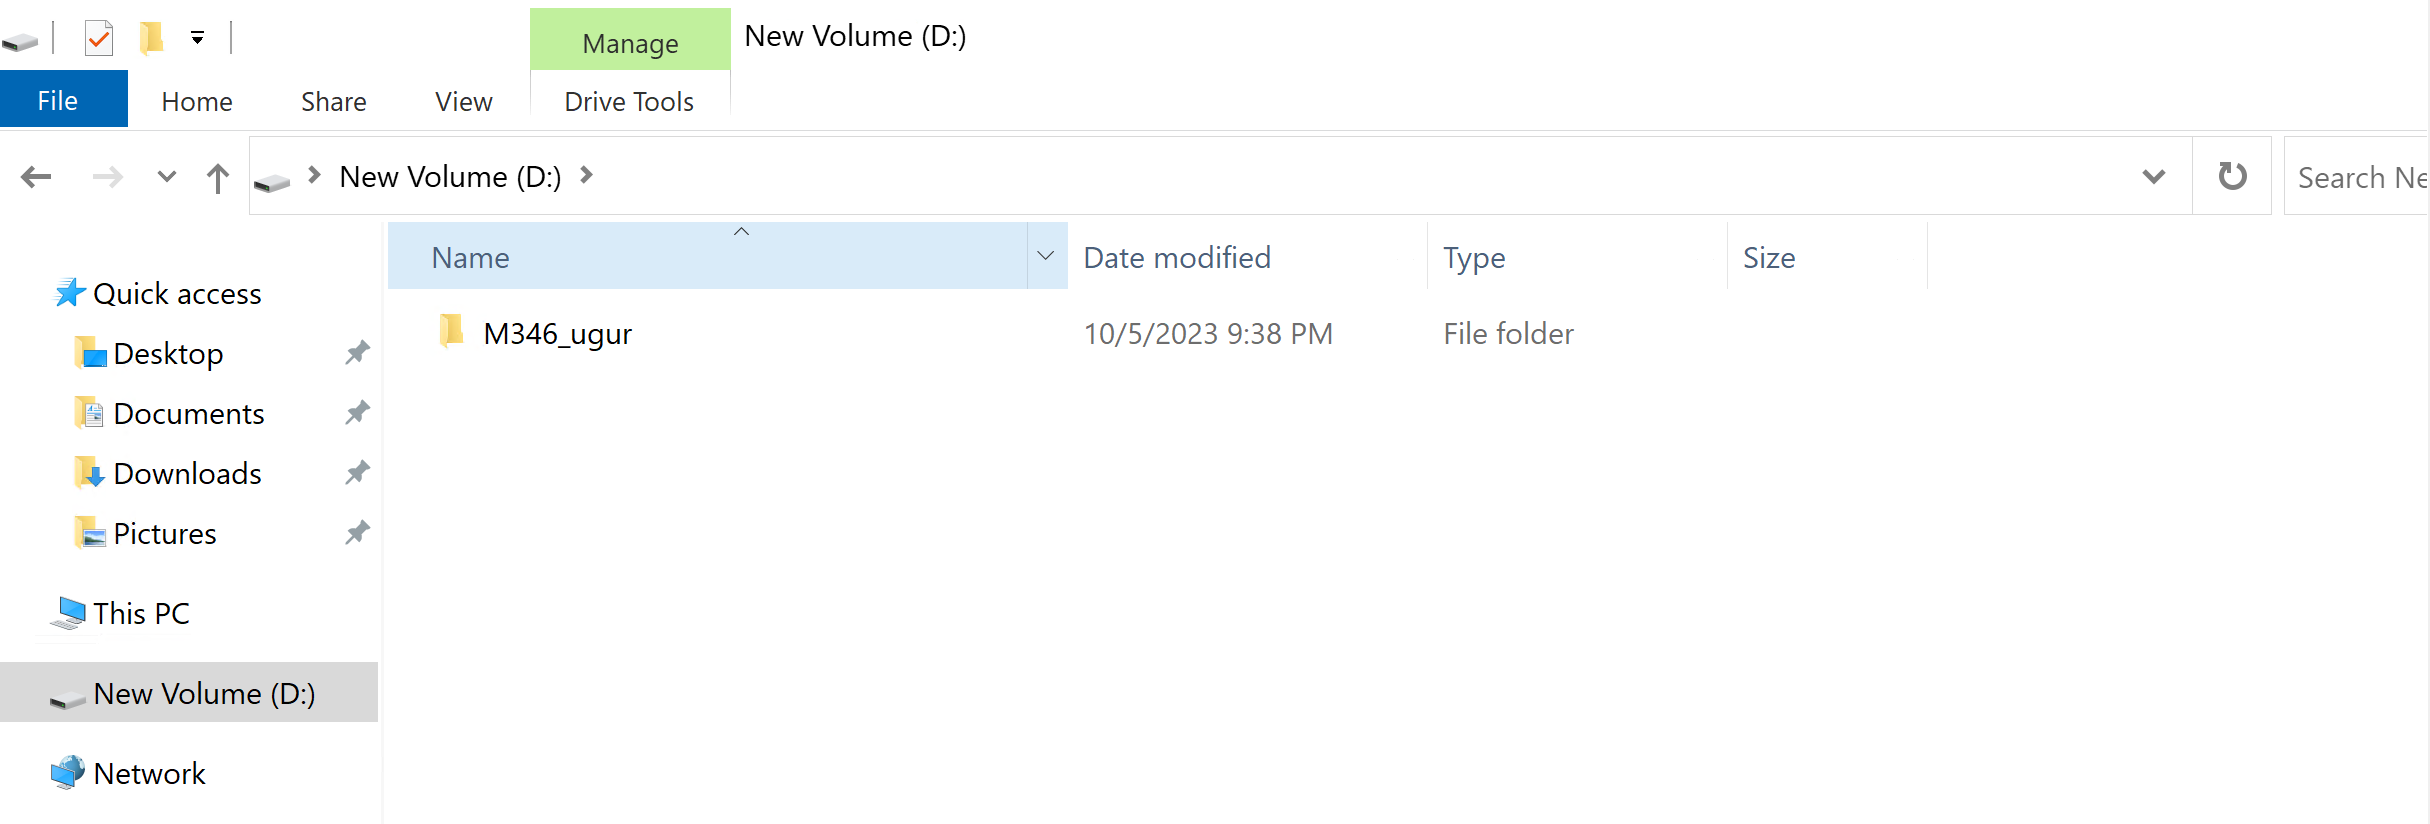 Manage
New Volume (D:)
File
Home
Share
View
Drive Tools
New Volume (D:)
Search Ne
Name
Date modified
Type
Size
Quick access
M346_ugur
10/5/2023 9:38 PM
File folder
Desktop
Documents
Downloads
Pictures
This PC
New Volume (D:)
Network